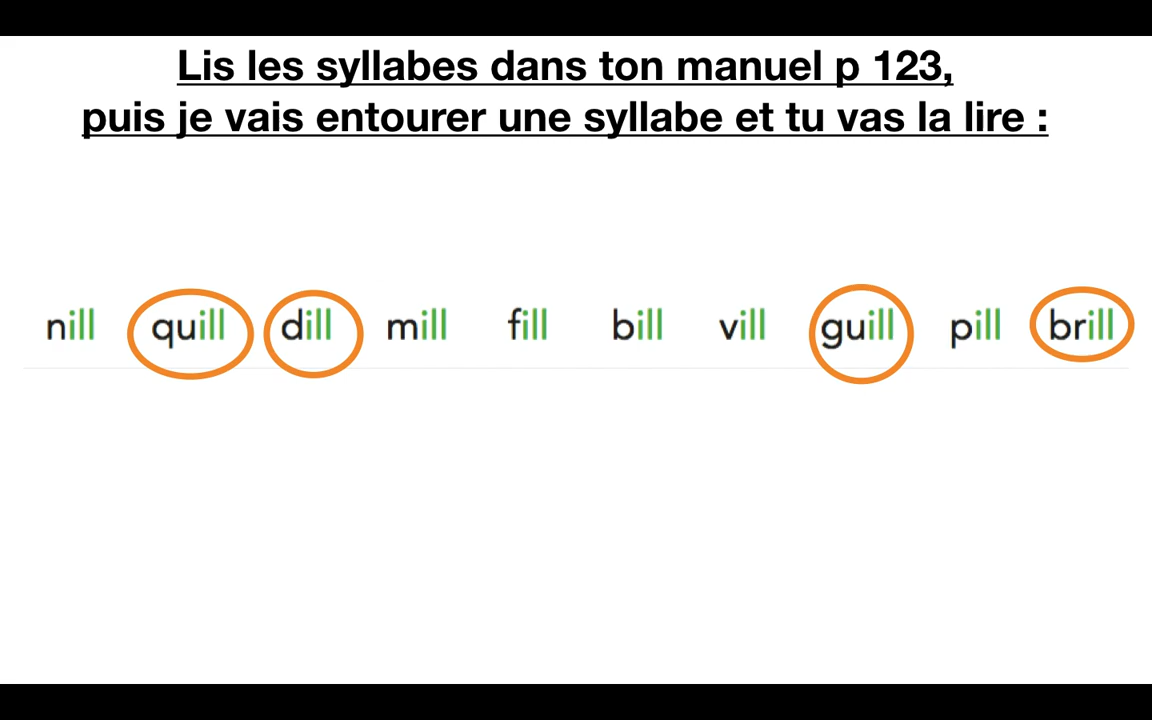 Lis les syllabes dans ton manuel p 123,
puis je vais entourer une syllabe et tu vas la lire :
nill quill dill mill fill bill vill guill pill brill